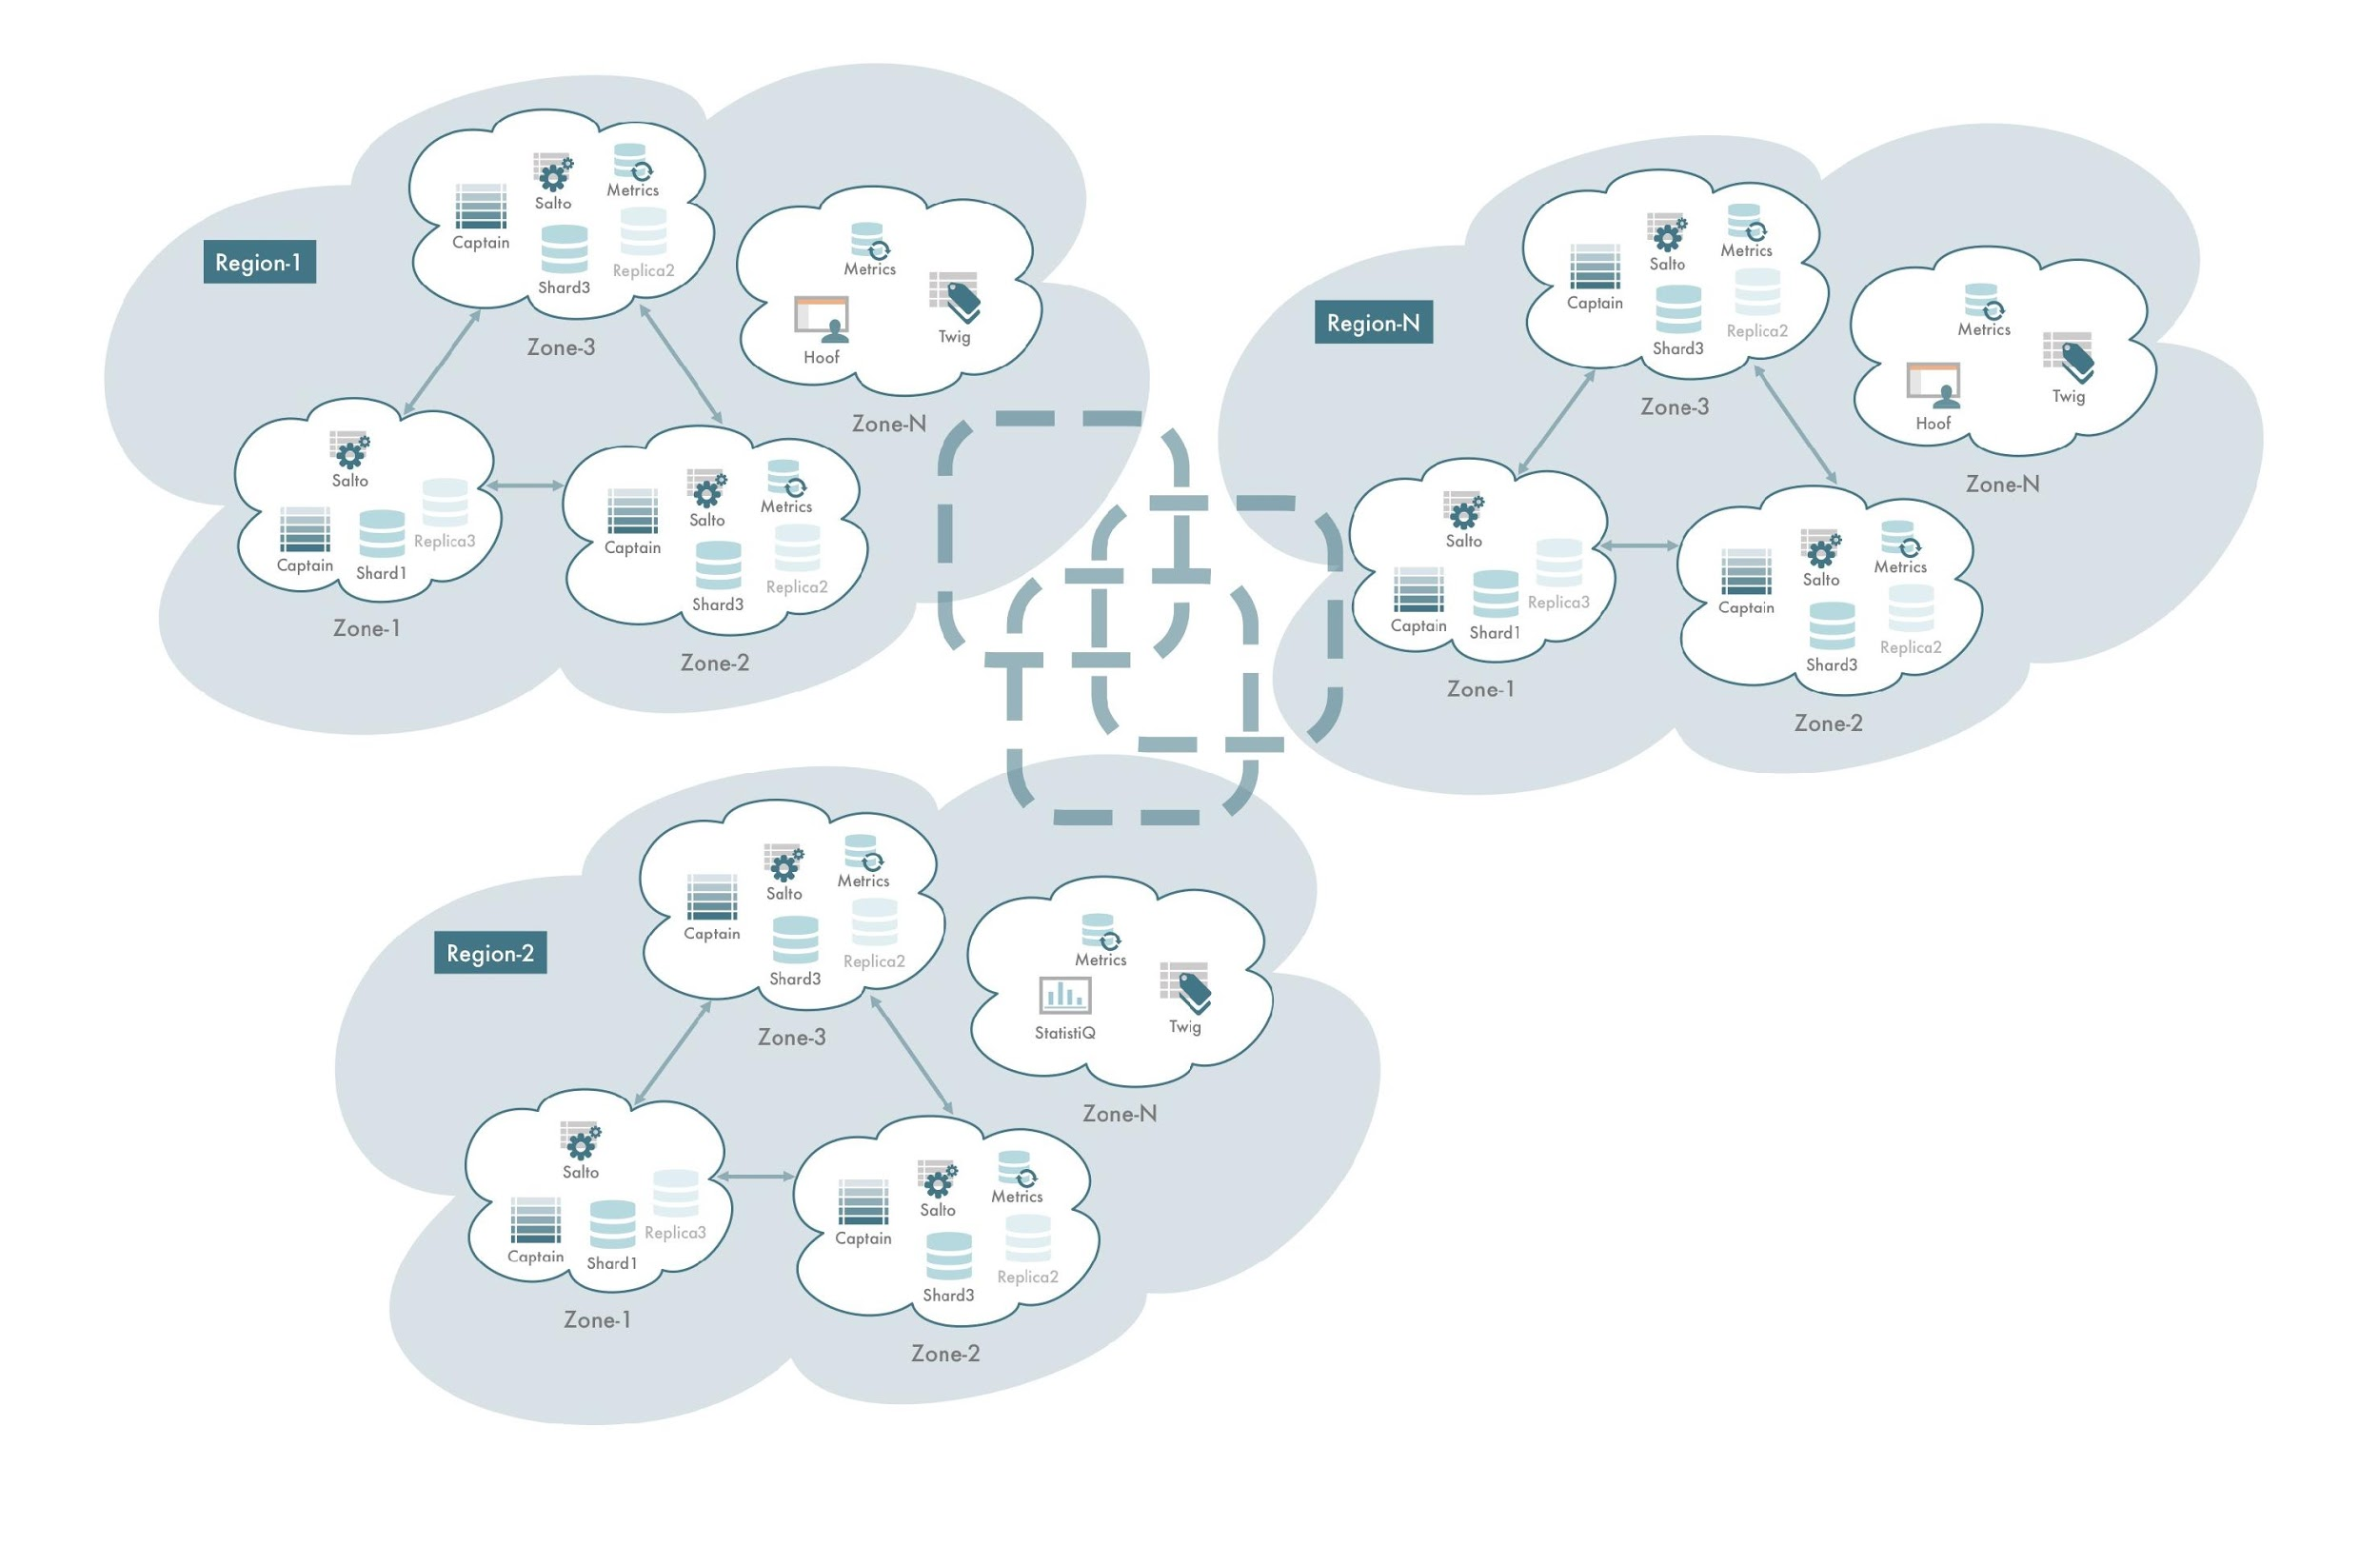 Region-1
Salto
Metrics
Captain
Shard3
Replica2
Zone-3
Metrics
Hoof
Twig
Zone-N
Salto
Captain
Shard1
Replica3
Zone-1
Captain
Salto
Metrics
Shard3
Replica2
Zone-2
Region-N
Salto
Metrics
Captain
Shard3
Replica2
Zone-3
Metrics
Hoof
Twig
Zone-N
Salto
Captain
Shard1
Replica3
Zone-1
Captain
Salto
Metrics
Shard3
Replica2
Zone-2
Region-2
Salto
Metrics
Captain
Shard3
Replica2
Zone-3
Metrics
StatistiQ
Twig
Zone-N
Salto
Captain
Shard1
Replica3
Zone-1
Captain
Salto
Metrics
Shard3
Replica2
Zone-2